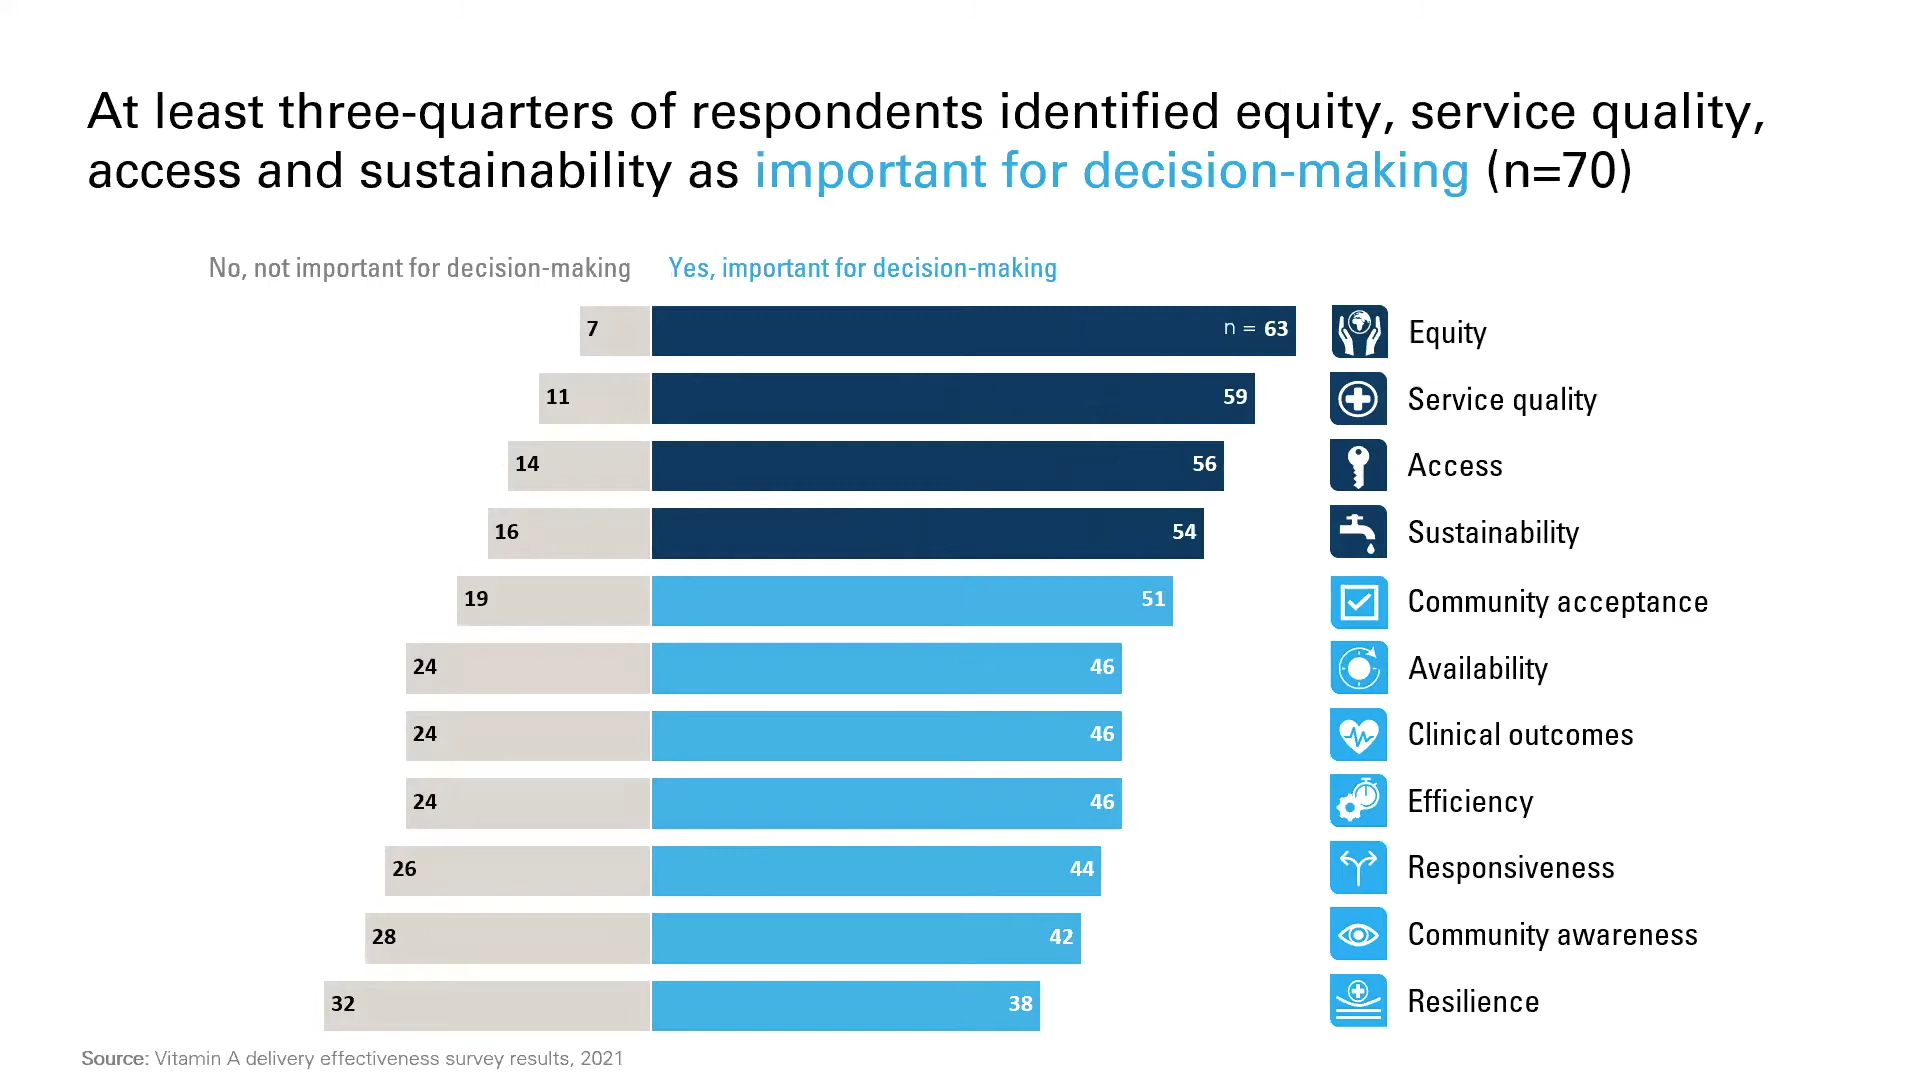 At least three-quarters of respondents identified equity, service quality,
access and sustainability as important for decision-making (n=70)
No, not important for decision-making Yes, important for decision-making
7 n = 63 Equity
11 59 Service quality
14 56 Access
16 54 Sustainability
19 51 Community acceptance
24 46 Availability
24 46 Clinical outcomes
24 46 Efficiency
26 44 Responsiveness
28 42 Community awareness
32 38 Resilience
Source: Vitamin A delivery effectiveness survey results, 2021